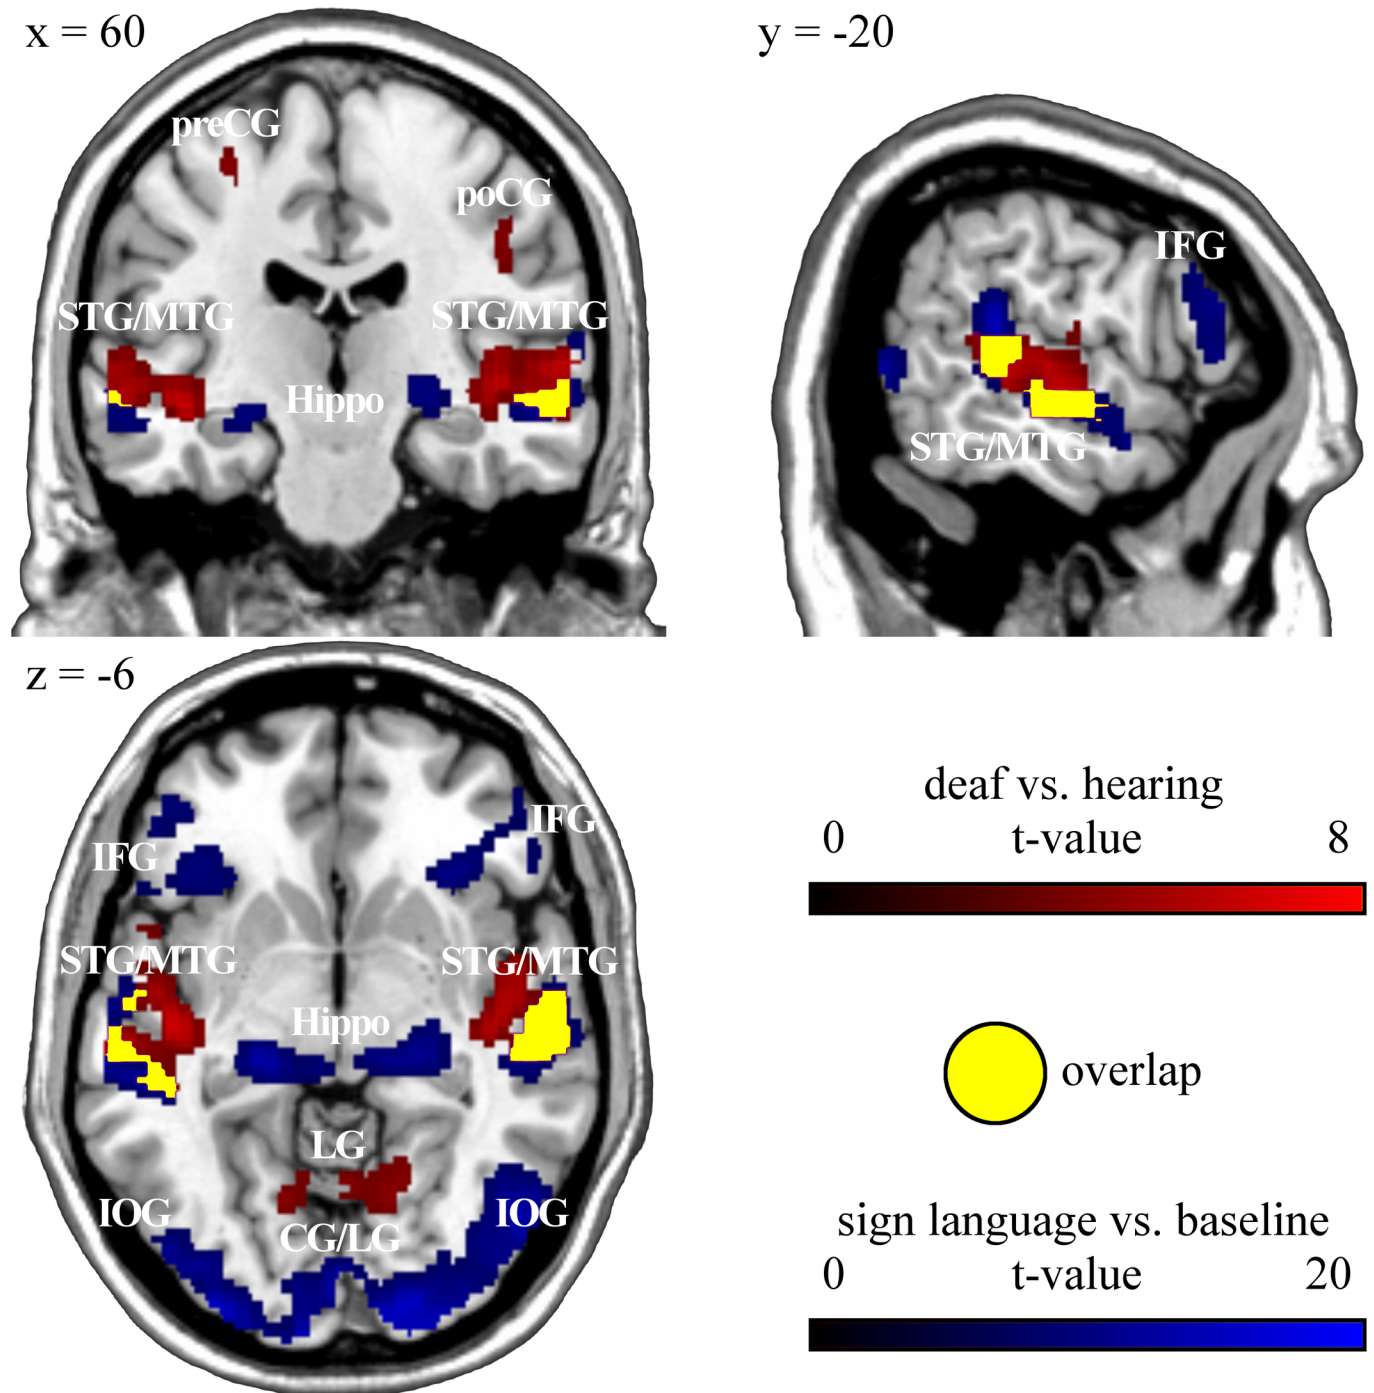 x = 60
preCG
poCG
STG/MTG
STG/MTG
Hippo
y = -20
IFG
STG/MTG
z = -6
IFG
IFG
STG/MTG
STG/MTG
Hippo
LG
IOG
IOG
CG/LG
deaf vs. hearing
0 t-value 8
overlap
sign language vs. baseline
0 t-value 20